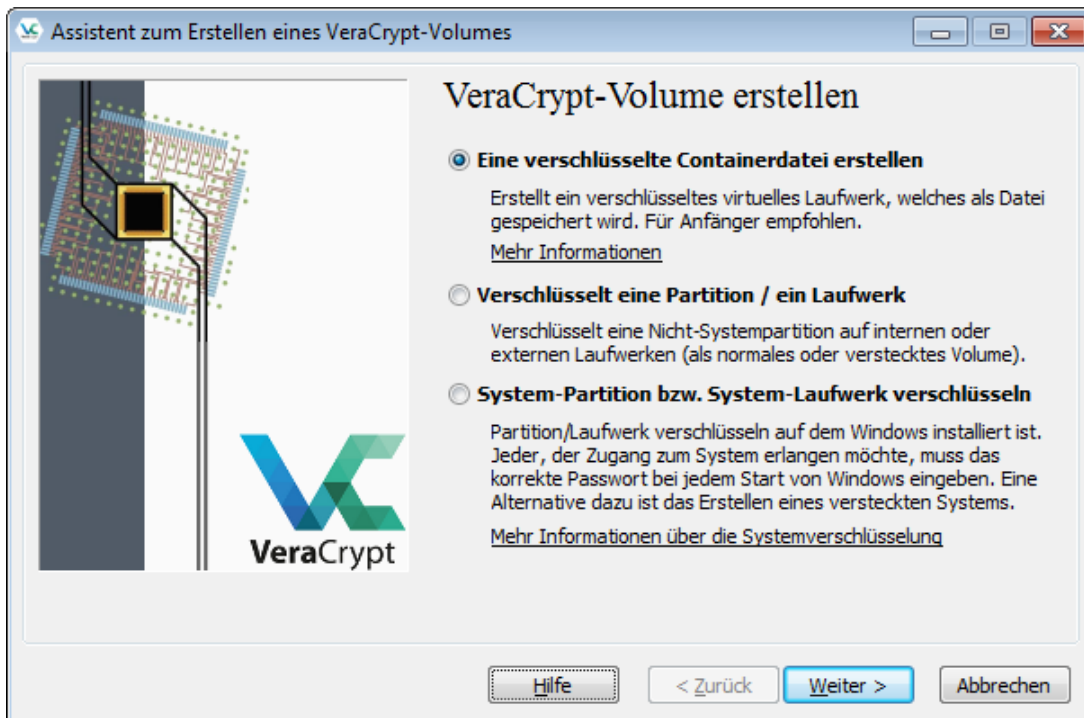 Assistent zum Erstellen eines VeraCrypt-Volumes
VeraCrypt-Volume erstellen
Eine verschlüsselte Containerdatei erstellen
Erstellt ein verschlüsseltes virtuelles Laufwerk, welches als Datei
gespeichert wird. Für Anfänger empfohlen.
Mehr Informationen
Verschlüsselt eine Partition / ein Laufwerk
Verschlüsselt eine Nicht-Systempartition auf internen oder
externen Laufwerken (als normales oder verstecktes Volume).
System-Partition bzw. System-Laufwerk verschlüsseln
Partition/Laufwerk verschlüsseln auf dem Windows installiert ist.
Jeder, der Zugang zum System erlangen möchte, muss das
korrekte Passwort bei jedem Start von Windows eingeben. Eine
Alternative dazu ist das Erstellen eines versteckten Systems.
Mehr Informationen über die Systemverschlüsselung
VeraCrypt
Hilfe
< Zurück
Weiter >
Abbrechen